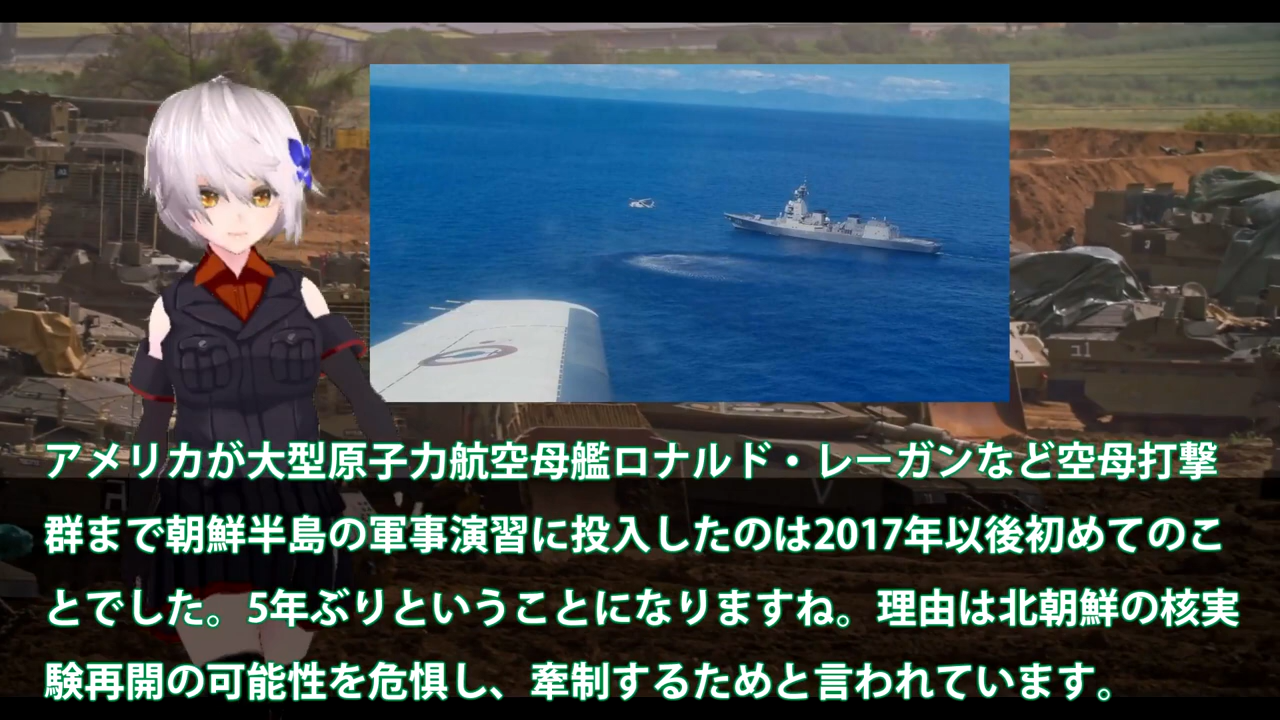 アメリカが大型原子力航空母艦ロナルド・レーガンなど空母打撃
群まで朝鮮半島の軍事演習に投入したのは2017年以後初めてのこ
とでした。5年ぶりということになりますね。理由は北朝鮮の核実
験再開の可能性を危惧し、牽制するためと言われています。